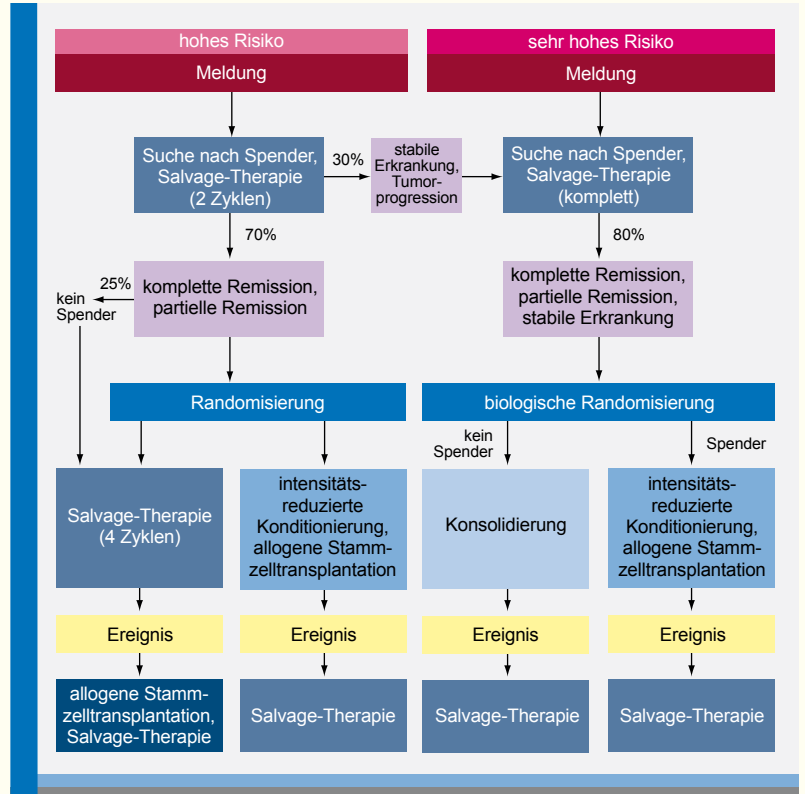 hohes Risiko
Meldung
sehr hohes Risiko
Meldung
Suche nach Spender,
Salvage-Therapie
(2 Zyklen)
30%
stabile
Erkrankung,
Tumor-
progression
Suche nach Spender,
Salvage-Therapie
(komplett)
70%
80%
25%
kein
Spender
komplette Remission,
partielle Remission
komplette Remission,
partielle Remission,
stabile Erkrankung
Randomisierung
biologische Randomisierung
kein
Spender
Spender
Salvage-Therapie
(4 Zyklen)
intensitäts-
reduzierte
Konditionierung,
allogene Stamm-
zelltransplantation
Konsolidierung
intensitäts-
reduzierte
Konditionierung,
allogene Stamm-
zelltransplantation
Ereignis
Ereignis
Ereignis
Ereignis
allogene Stamm-
zelltransplantation,
Salvage-Therapie
Salvage-Therapie
Salvage-Therapie
Salvage-Therapie